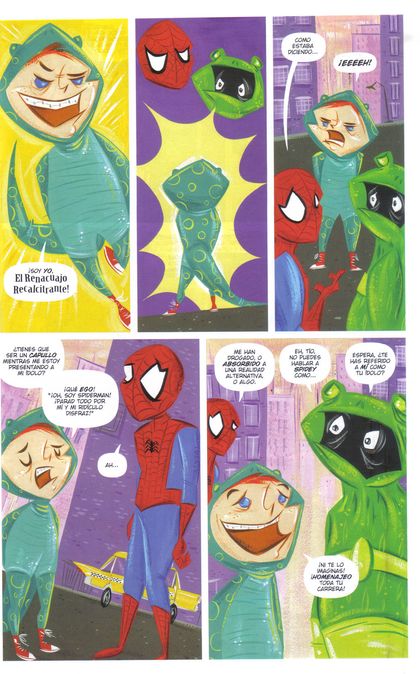 ¡SOY YO,
El Renacuajo
Recalcitrante!
COMO
ESTABA
DICIENDO...
¡EEEEH!
¿TIENES QUE
SER UN CAPULLO
MIENTRAS ME ESTOY
PRESENTANDO A
MI ÍDOLO?
¡QUÉ EGO!
"¡OH, SOY SPIDERMAN!
¡PARAD TODO POR
MÍ Y MI RIDÍCULO
DISFRAZ!"
AH...
ME HAN
DROGADO, O
ABSORBIDO A
UNA REALIDAD
ALTERNATIVA,
O ALGO.
EH, TÍO,
NO PUEDES
HABLAR A
SPIDEY
COMO...
ESPERA, ¿TE
HAS REFERIDO
A MÍ COMO
TU ÍDOLO?
¡NI TE LO
IMAGINAS!
¡HOMENAJEO
TODA TU
CARRERA!